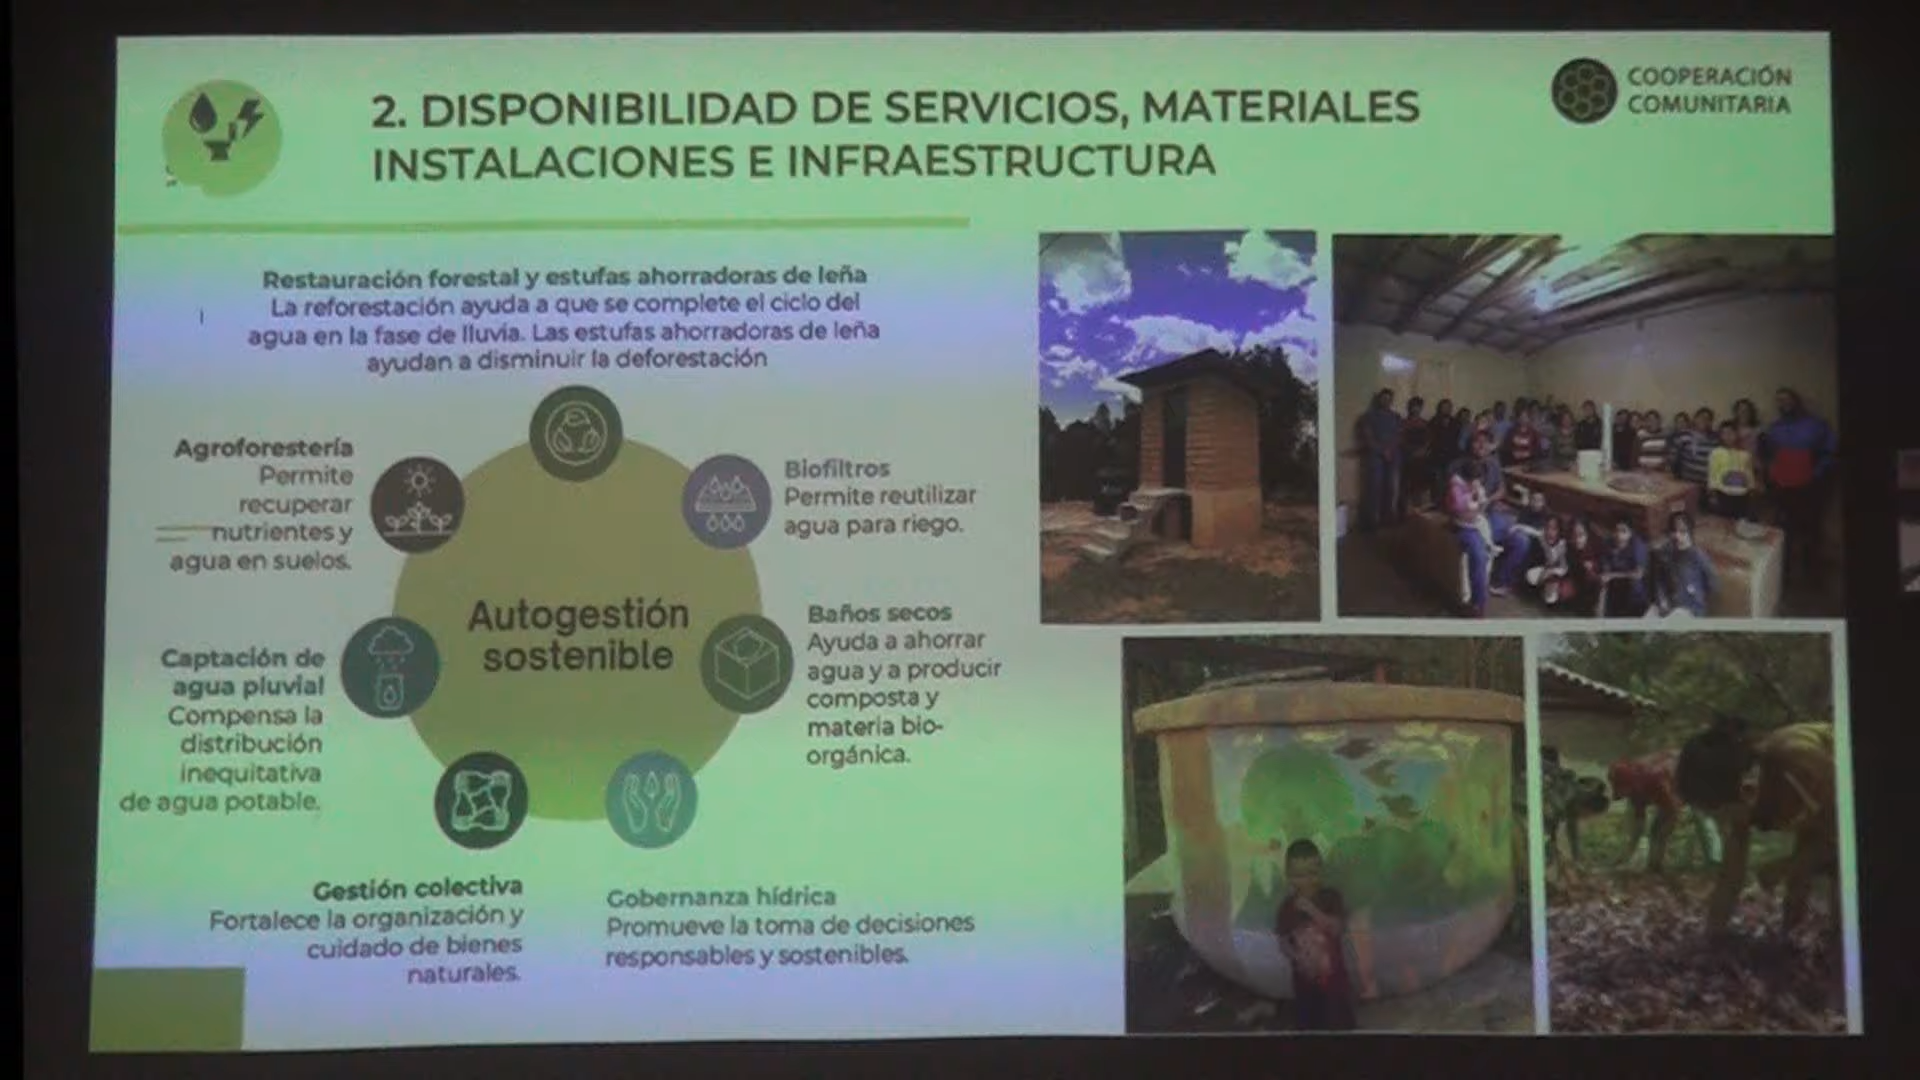 2. DISPONIBILIDAD DE SERVICIOS, MATERIALES
INSTALACIONES E INFRAESTRUCTURA
COOPERACIÓN
COMUNITARIA
Restauración forestal y estufas ahorradoras de leña
La reforestación ayuda a que se complete el ciclo del
agua en la fase de lluvia. Las estufas ahorradoras de leña
ayudan a disminuir la deforestación
Agroforestería
Permite
recuperar
nutrientes y
agua en suelos.
Biofiltros
Permite reutilizar
agua para riego.
Autogestión
sostenible
Baños secos
Ayuda a ahorrar
agua y a producir
composta y
materia bio-
orgánica.
Captación de
agua pluvial
Compensa la
distribución
inequitativa
de agua potable.
Gestión colectiva
Fortalece la organización y
cuidado de bienes
naturales.
Gobernanza hídrica
Promueve la toma de decisiones
responsables y sostenibles.